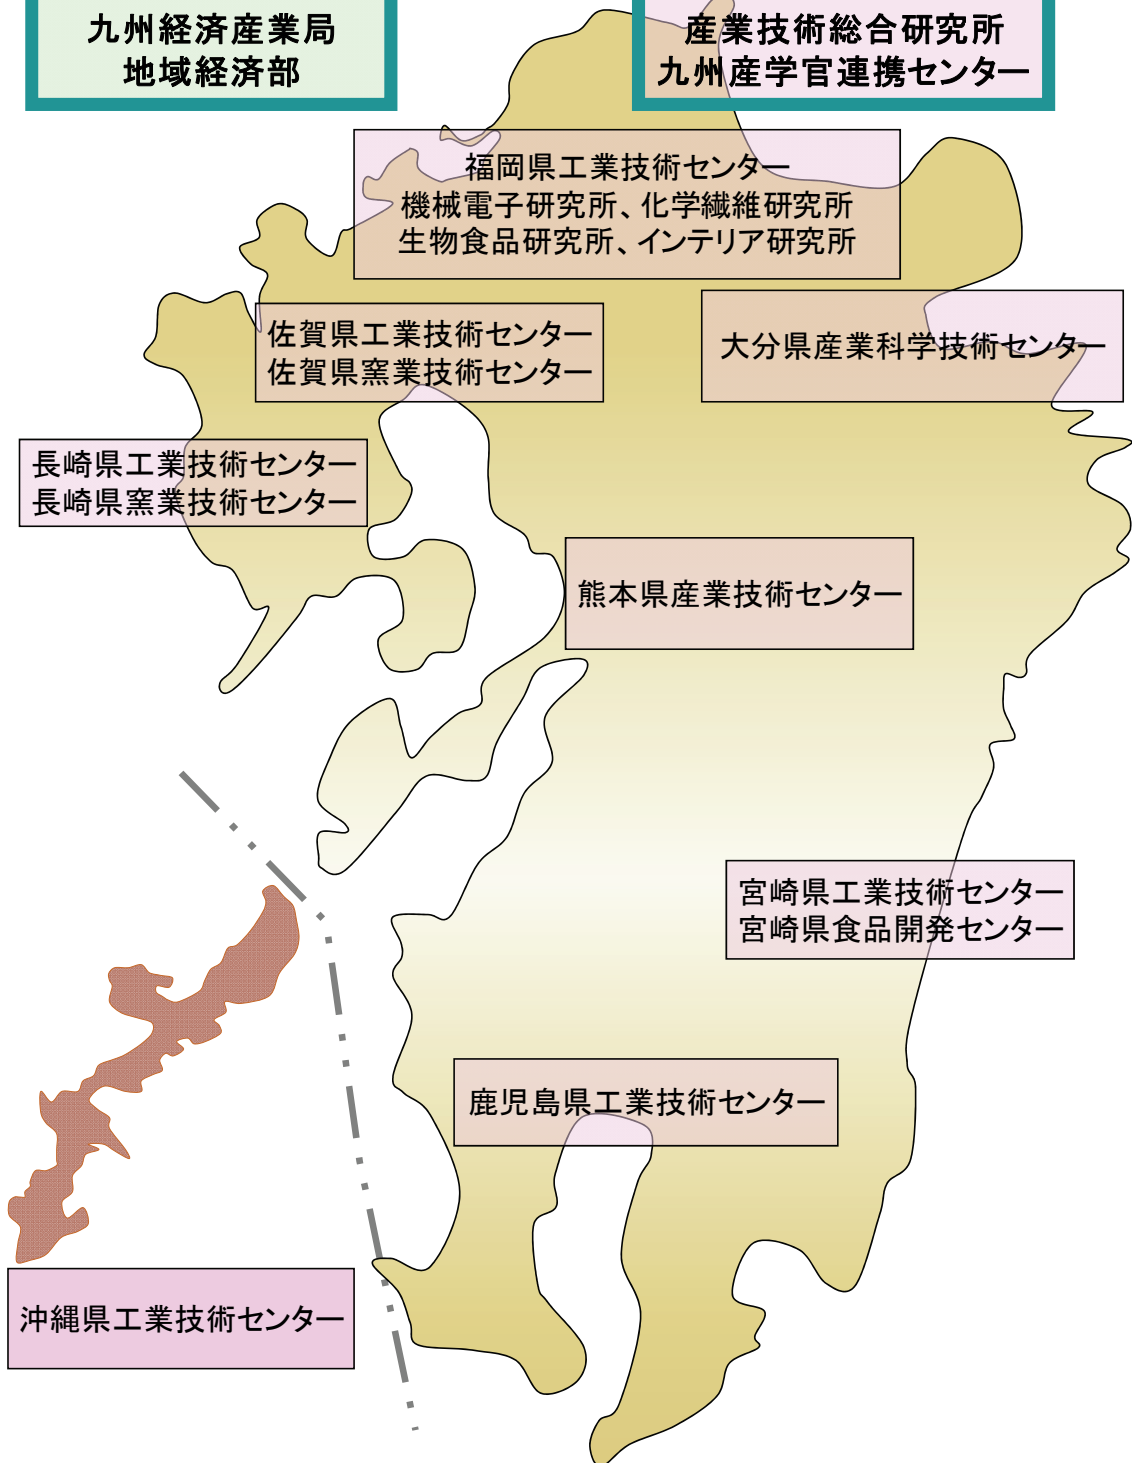 九州経済産業局
地域経済部
産業技術総合研究所
九州産学官連携センター
福岡県工業技術センター
機械電子研究所、化学繊維研究所
生物食品研究所、インテリア研究所
佐賀県工業技術センター
佐賀県窯業技術センター
大分県産業科学技術センター
長崎県工業技術センター
長崎県窯業技術センター
熊本県産業技術センター
宮崎県工業技術センター
宮崎県食品開発センター
鹿児島県工業技術センター
沖縄県工業技術センター